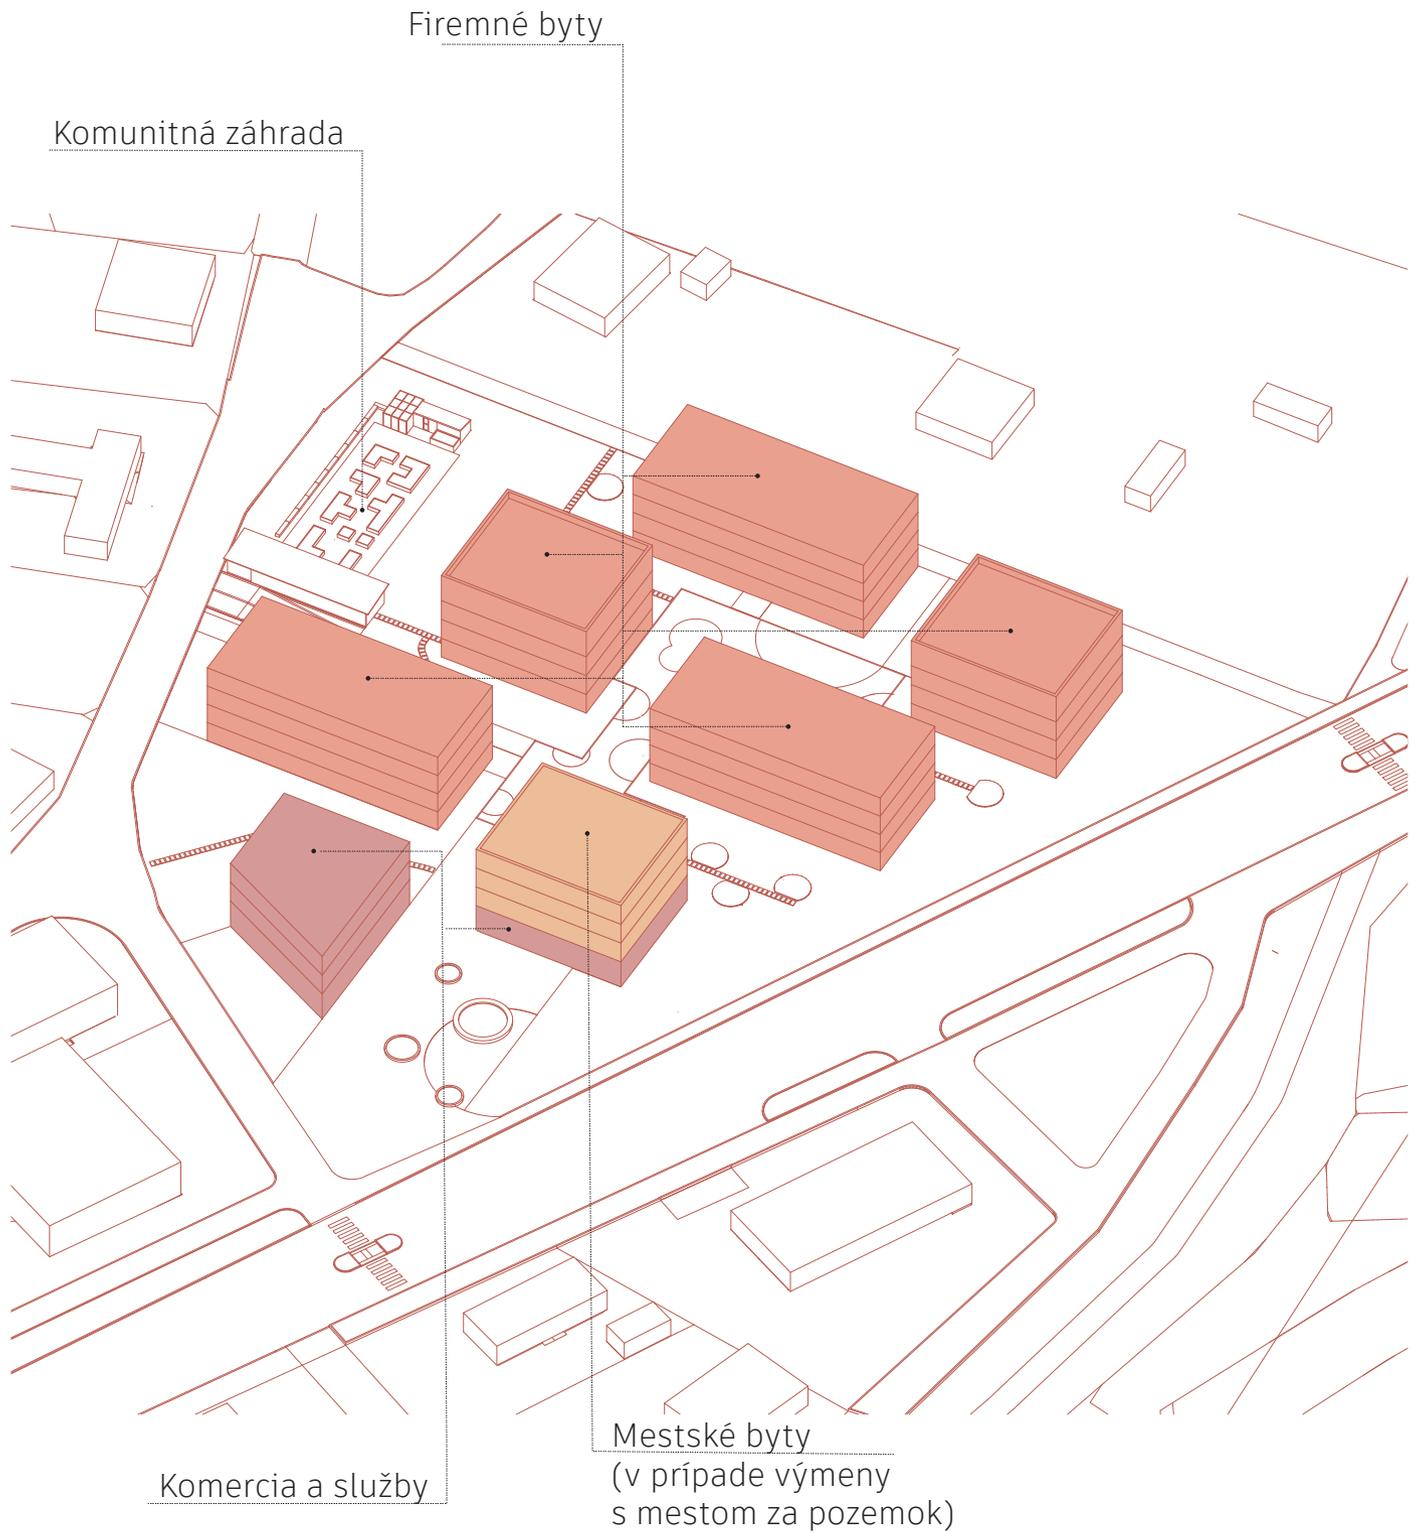 Firemné byty
Komunitná záhrada
Mestské byty
(v prípade výmeny
s mestom za pozemok)
Komercia a služby